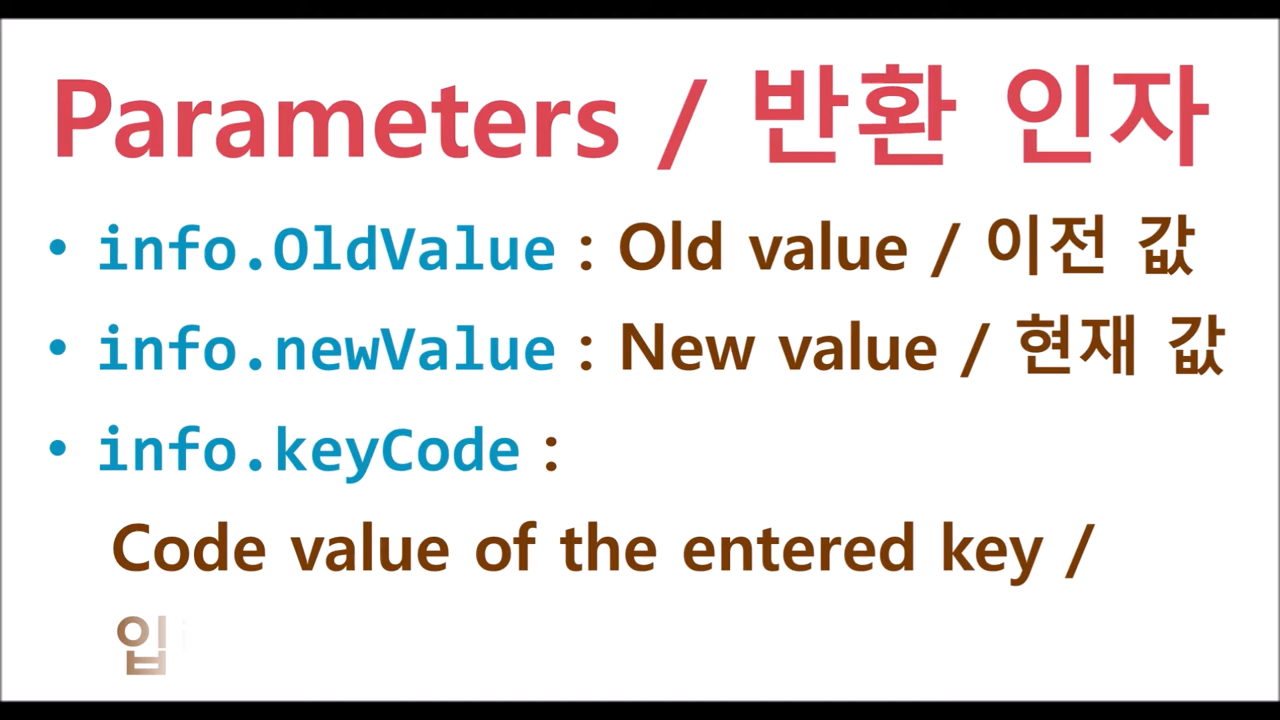 Parameters / 반환 인자
• info.OldValue : Old value / 이전 값
• info.newValue : New value / 현재 값
• info.keyCode :
Code value of the entered key /
입